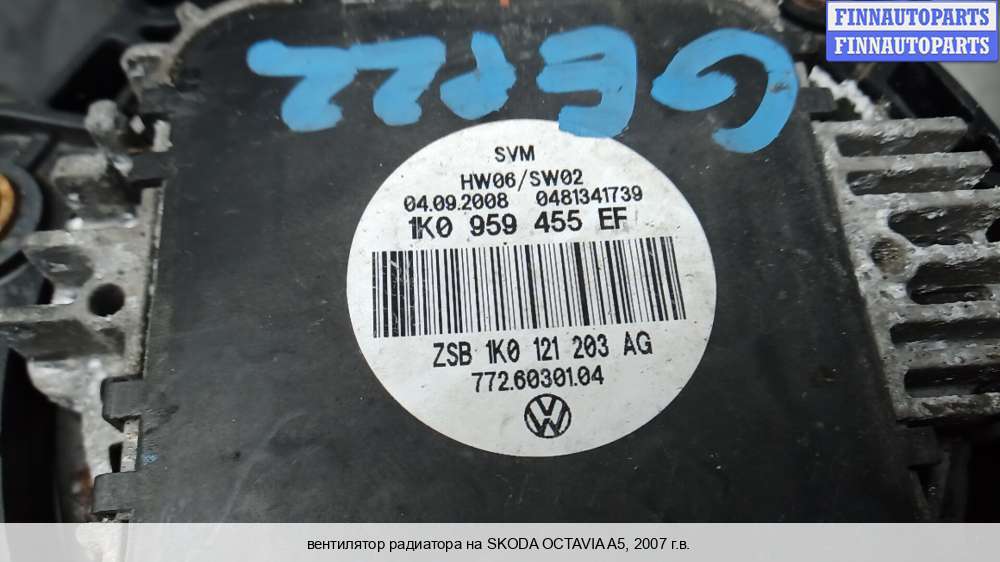 FINNAUTOPARTS
FINNAUTOPARTS
SVM
HW06/SW02
04.09.2008 0481341739
1K0 959 455 EF
ZSB 1K0 121 203 AG
772.60301.04
вентилятор радиатора на SKODA OCTAVIA A5, 2007 г.в.